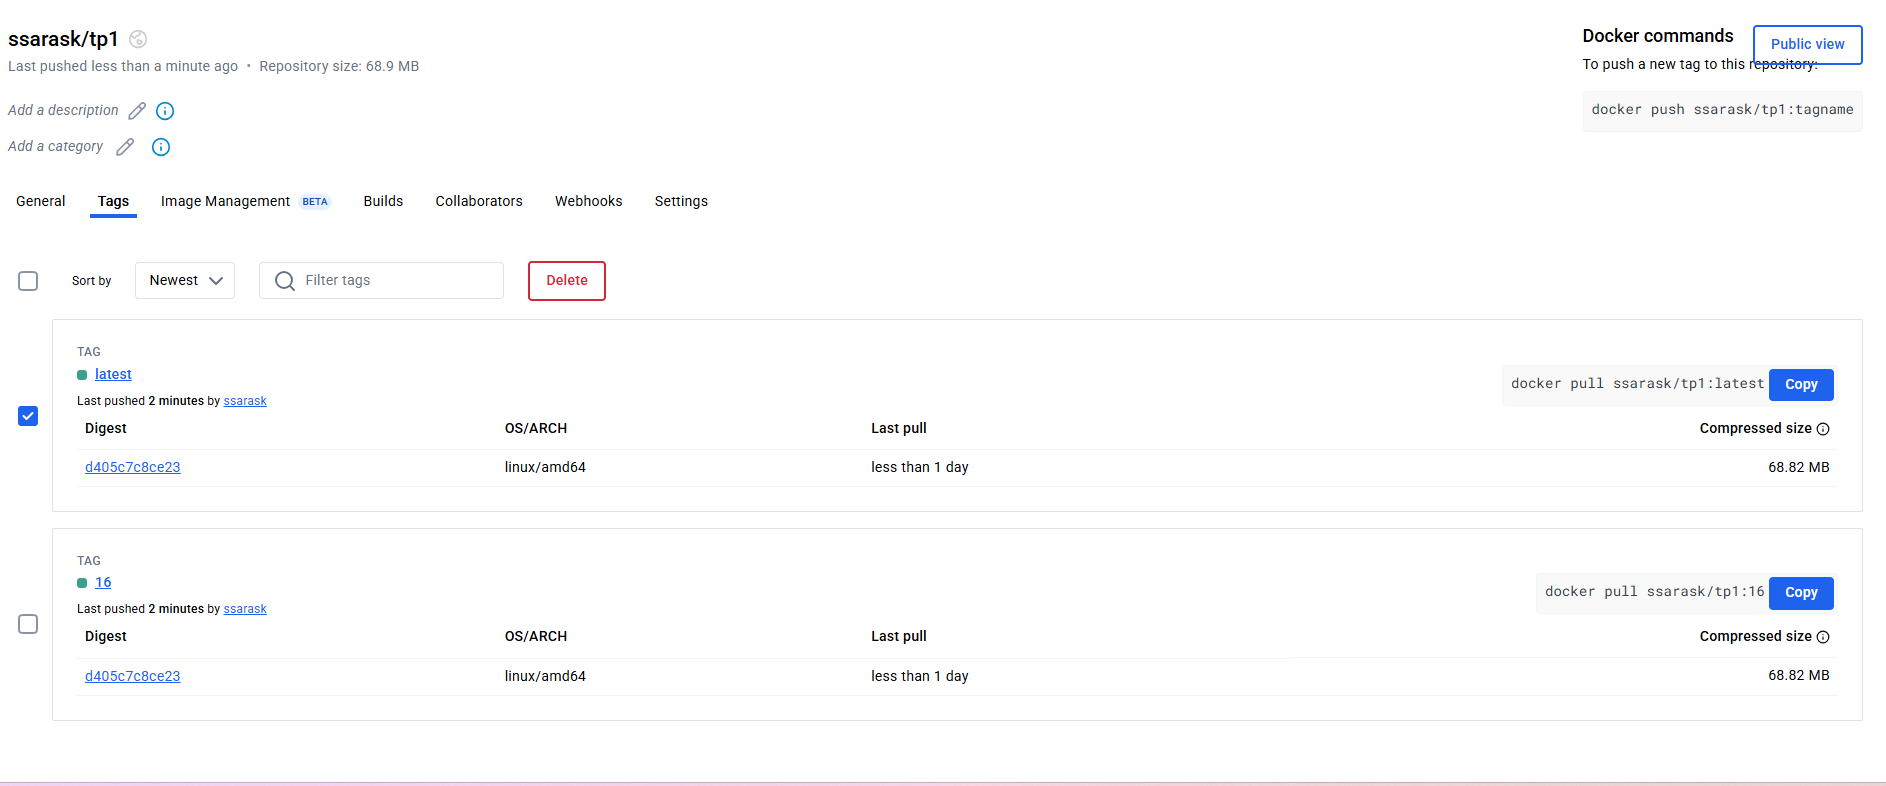 ssarask/tp1
Last pushed less than a minute ago • Repository size: 68.9 MB
Add a description
Add a category
Docker commands
Public view
To push a new tag to this repository:
docker push ssarask/tp1:tagname
General Tags Image Management BETA Builds Collaborators Webhooks Settings
Sort by Newest Filter tags Delete
TAG
latest
Last pushed 2 minutes by ssarask
docker pull ssarask/tp1:latest Copy
Digest OS/ARCH Last pull Compressed size
d405c7c8ce23 linux/amd64 less than 1 day 68.82 MB
TAG
16
Last pushed 2 minutes by ssarask
docker pull ssarask/tp1:16 Copy
Digest OS/ARCH Last pull Compressed size
d405c7c8ce23 linux/amd64 less than 1 day 68.82 MB